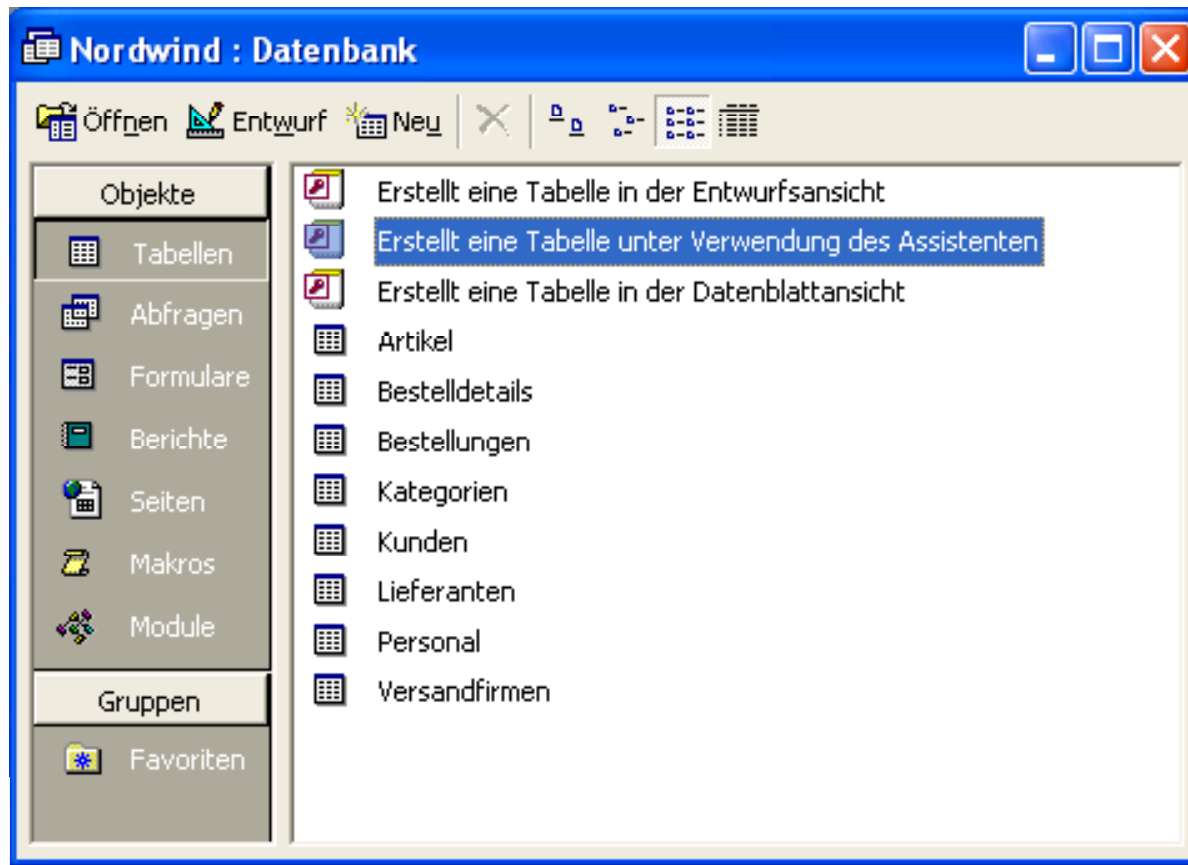 Nordwind : Datenbank
Öffnen Entwurf Neu
Objekte
Tabellen
Abfragen
Formulare
Berichte
Seiten
Makros
Module
Gruppen
Favoriten
Erstellt eine Tabelle in der Entwurfsansicht
Erstellt eine Tabelle unter Verwendung des Assistenten
Erstellt eine Tabelle in der Datenblattansicht
Artikel
Bestelldetails
Bestellungen
Kategorien
Kunden
Lieferanten
Personal
Versandfirmen